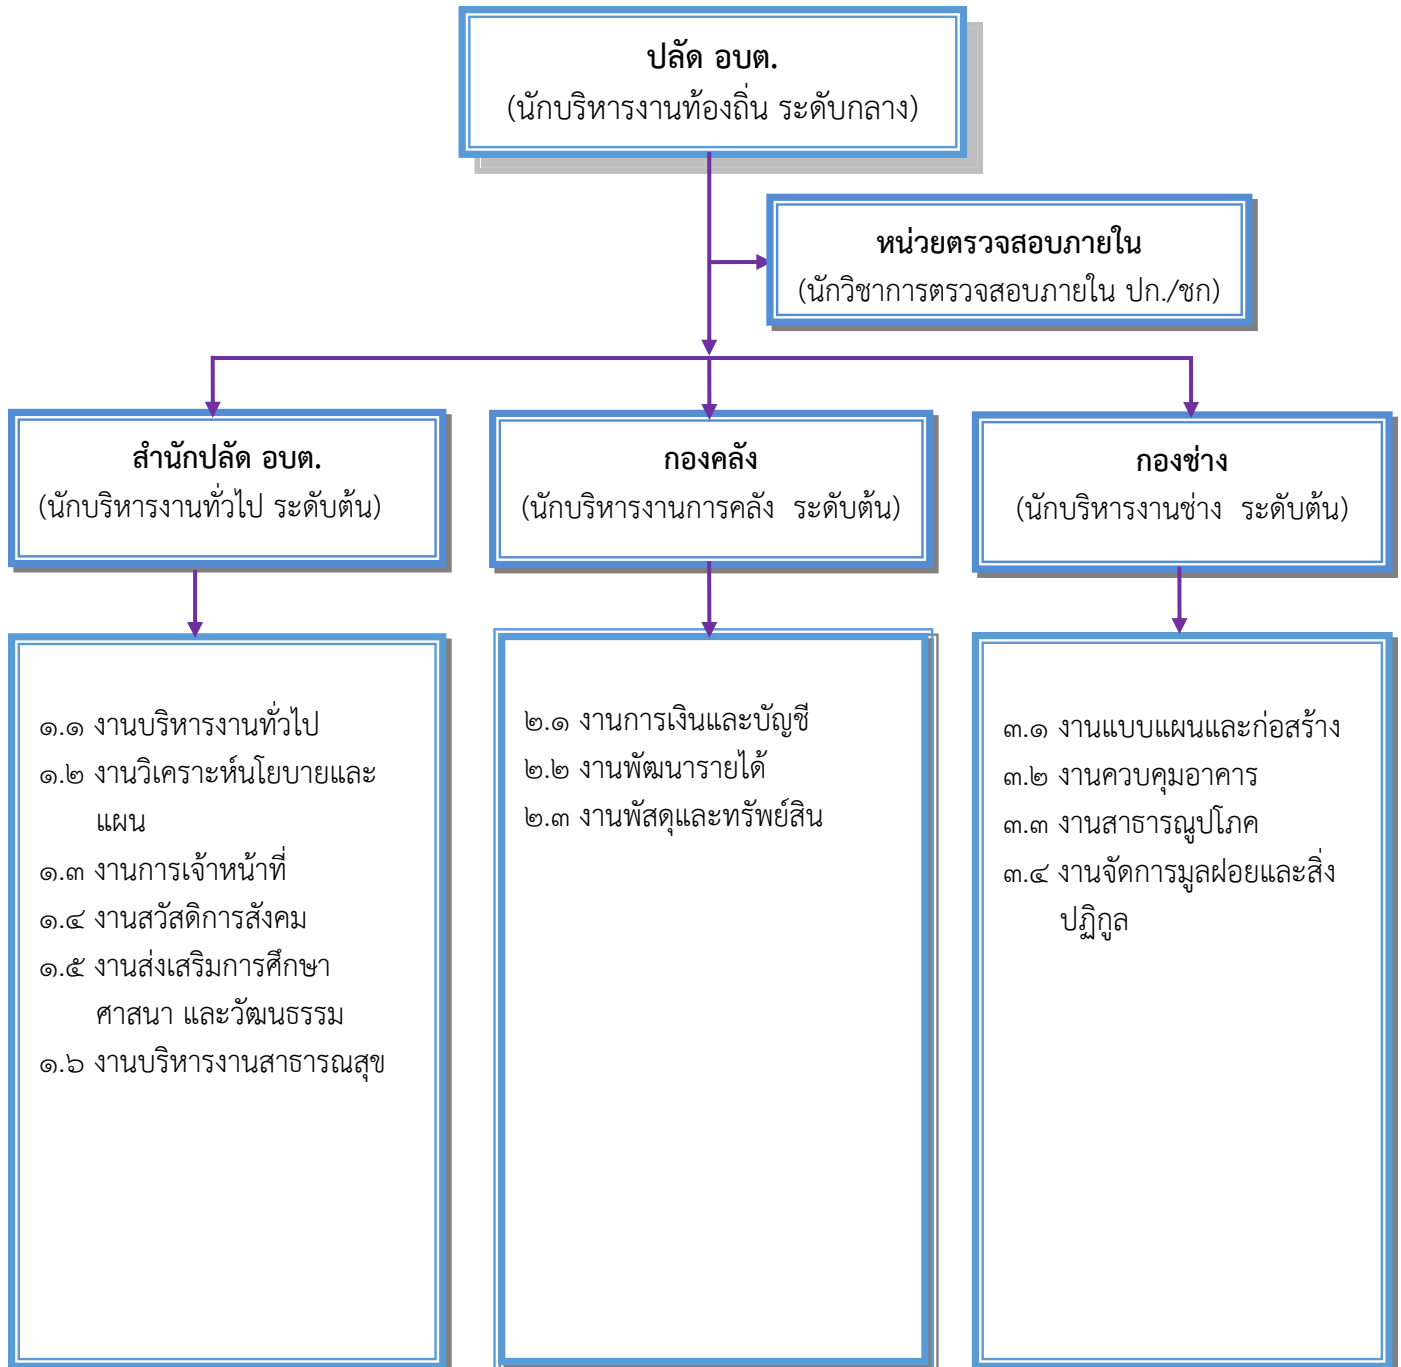 ปลัด อบต.
(นักบริหารงานท้องถิ่น ระดับกลาง)
หน่วยตรวจสอบภายใน
(นักวิชาการตรวจสอบภายใน ปก./ชก)
สำนักปลัด อบต.
(นักบริหารงานทั่วไป ระดับต้น)
กองคลัง
(นักบริหารงานการคลัง  ระดับต้น)
กองช่าง
(นักบริหารงานช่าง  ระดับต้น)
๑.๑ งานบริหารงานทั่วไป
๑.๒ งานวิเคราะห์นโยบายและ
แผน
๑.๓ งานการเจ้าหน้าที่
๑.๔ งานสวัสดิการสังคม
๑.๕ งานส่งเสริมการศึกษา
ศาสนา และวัฒนธรรม
๑.๖ งานบริหารงานสาธารณสุข
๒.๑ งานการเงินและบัญชี
๒.๒ งานพัฒนารายได้
๒.๓ งานพัสดุและทรัพย์สิน
๓.๑ งานแบบแผนและก่อสร้าง
๓.๒ งานควบคุมอาคาร
๓.๓ งานสาธารณูปโภค
๓.๔ งานจัดการมูลฝอยและสิ่ง
ปฏิกูล